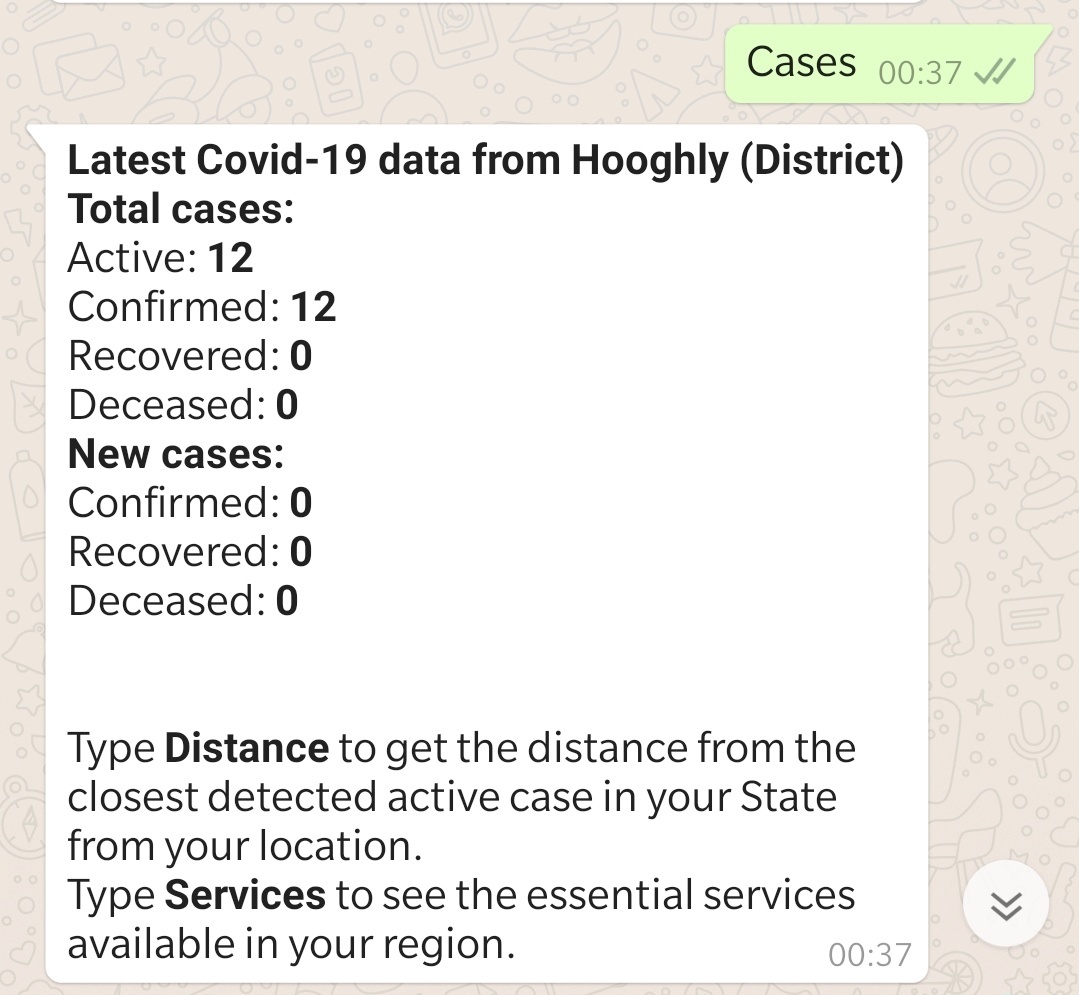 Cases 00:37
Latest Covid-19 data from Hooghly (District)
Total cases:
Active: 12
Confirmed: 12
Recovered: 0
Deceased: 0
New cases:
Confirmed: 0
Recovered: 0
Deceased: 0
Type Distance to get the distance from the
closest detected active case in your State
from your location.
Type Services to see the essential services
available in your region.
00:37